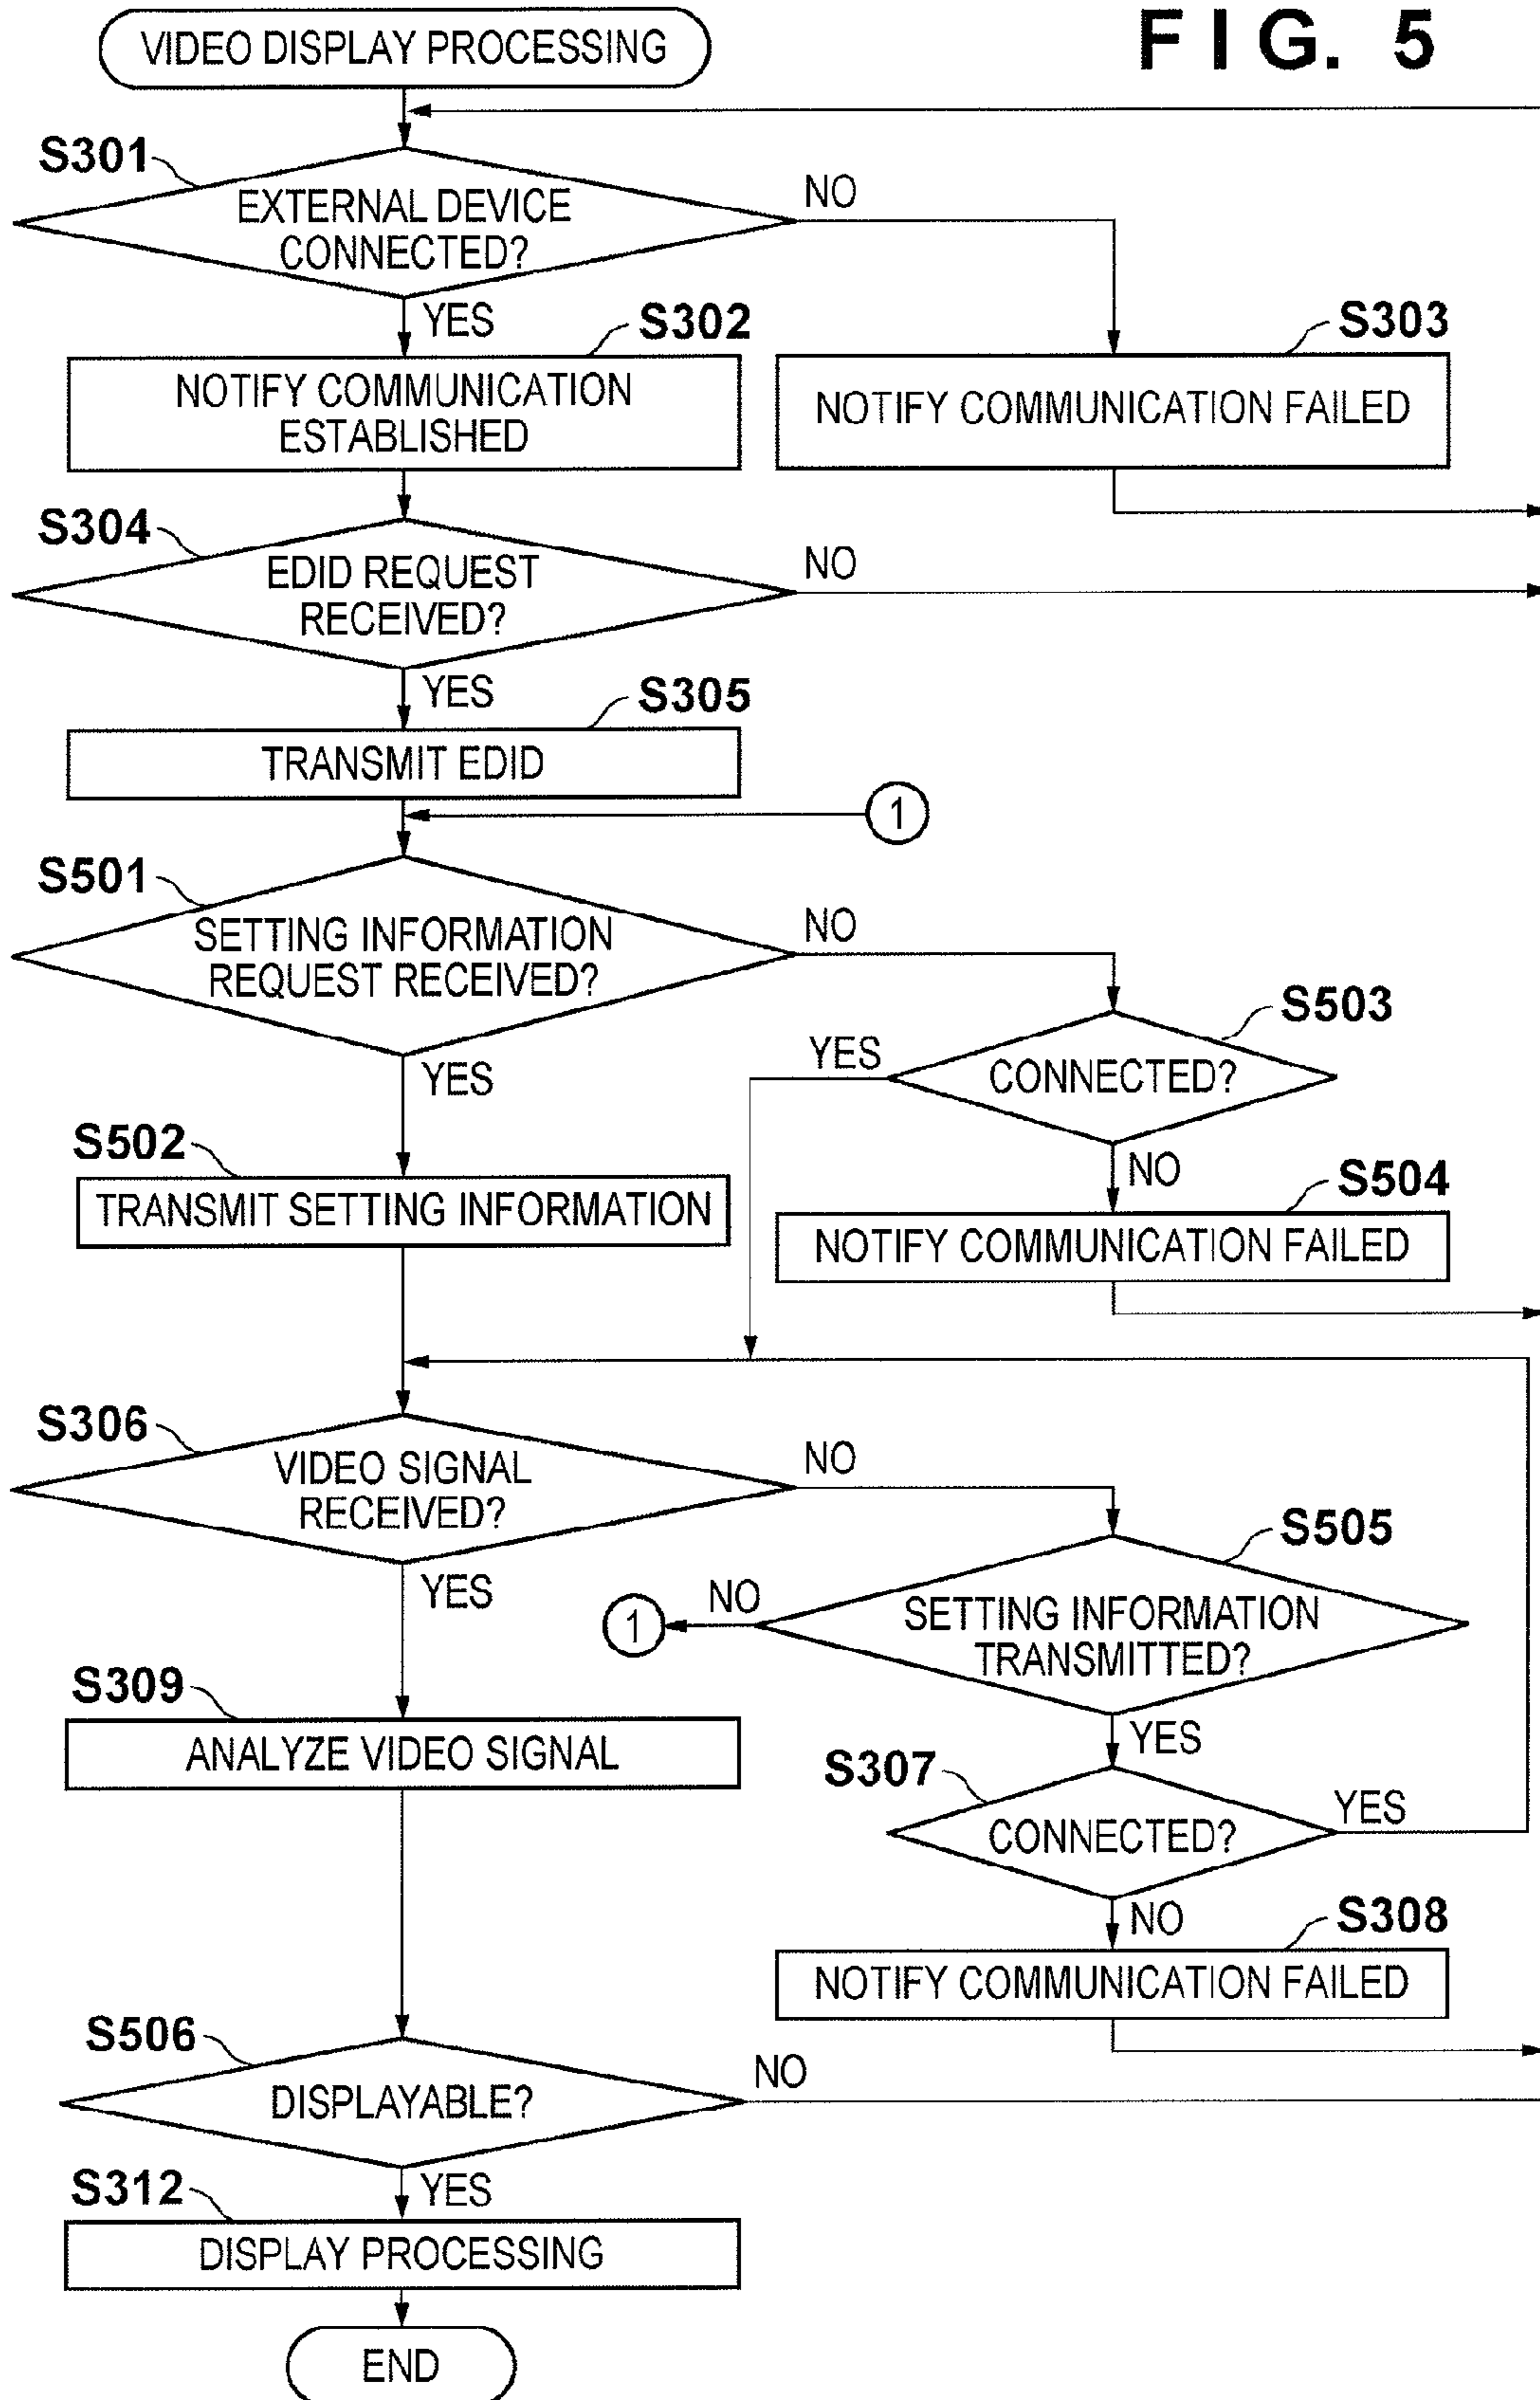 FIG. 5
VIDEO DISPLAY PROCESSING
S301
EXTERNAL DEVICE
CONNECTED?
NO
YES
S302
NOTIFY COMMUNICATION
ESTABLISHED
S303
NOTIFY COMMUNICATION FAILED
S304
EDID REQUEST
RECEIVED?
NO
YES
S305
TRANSMIT EDID
1
S501
SETTING INFORMATION
REQUEST RECEIVED?
NO
YES
S503
CONNECTED?
YES
NO
S502
TRANSMIT SETTING INFORMATION
S504
NOTIFY COMMUNICATION FAILED
S306
VIDEO SIGNAL
RECEIVED?
NO
YES
S505
SETTING INFORMATION
TRANSMITTED?
NO
1
YES
S309
ANALYZE VIDEO SIGNAL
S307
CONNECTED?
YES
NO
S308
NOTIFY COMMUNICATION FAILED
S506
DISPLAYABLE?
NO
YES
S312
DISPLAY PROCESSING
END